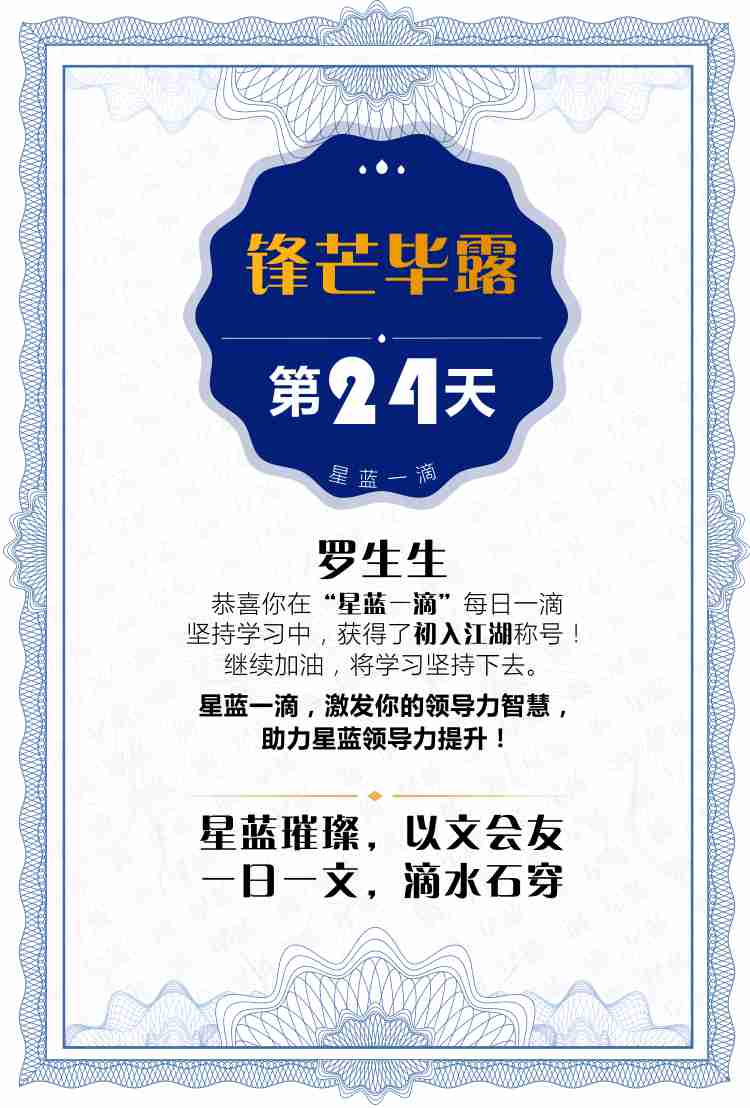 锋芒毕露
第24天
星蓝一滴
罗生生
恭喜你在“星蓝一滴”每日一滴
坚持学习中，获得了初入江湖称号！
继续加油，将学习坚持下去。
星蓝一滴，激发你的领导力智慧，
助力星蓝领导力提升！
星蓝璀璨，以文会友
一日一文，滴水石穿